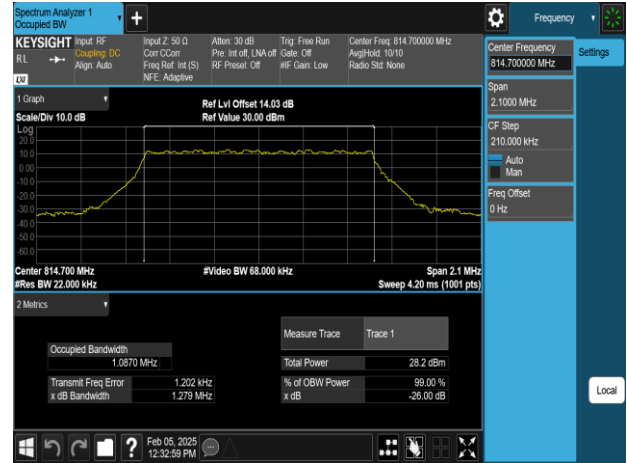 Spectrum Analyzer 1
Occupied BW
Frequency
KEYSIGHT
RL
LXI
Input: RF
Coupling: DC
Align: Auto
Input Z: 50 Ω
Corr CCorr
Freq Ref: Int (S)
NFE: Adaptive
Atten: 30 dB
Pre: Int off, LNA off
RF Preset: Off
Trig: Free Run
Gate: Off
#IF Gain: Low
Center Freq: 814.700000 MHz
Avg|Hold: 10/10
Radio Std: None
Center Frequency
814.700000 MHz
Settings
Span
2.1000 MHz
CF Step
210.000 kHz
Auto
Man
Freq Offset
0 Hz
Local
1 Graph
Scale/Div 10.0 dB
Ref Lvl Offset 14.03 dB
Ref Value 30.00 dBm
Log
20.0
10.0
0.00
-10.0
-20.0
-30.0
-40.0
-50.0
-60.0
Center 814.700 MHz
#Video BW 68.000 kHz
Span 2.1 MHz
#Res BW 22.000 kHz
Sweep 4.20 ms (1001 pts)
2 Metrics
Measure Trace Trace 1
Occupied Bandwidth
1.0870 MHz
Total Power 28.2 dBm
Transmit Freq Error 1.202 kHz
% of OBW Power 99.00 %
x dB Bandwidth 1.279 MHz
x dB -26.00 dB
?
Feb 05, 2025
12:32:59 PM